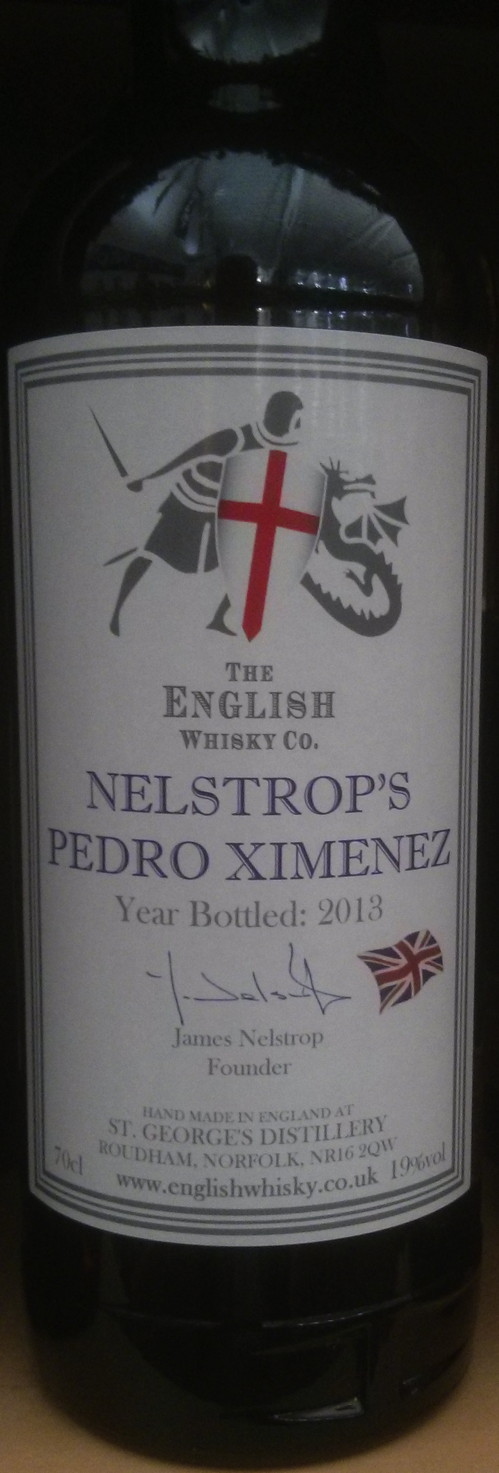 THE
ENGLISH
WHISKY CO.
NELSTROP'S
PEDRO XIMENEZ
Year Bottled: 2013
J. Nelstrop
James Nelstrop
Founder
HAND MADE IN ENGLAND AT
ST. GEORGE'S DISTILLERY
ROUDHAM, NORFOLK, NR16 2QW
70cl www.englishwhisky.co.uk 19%vol